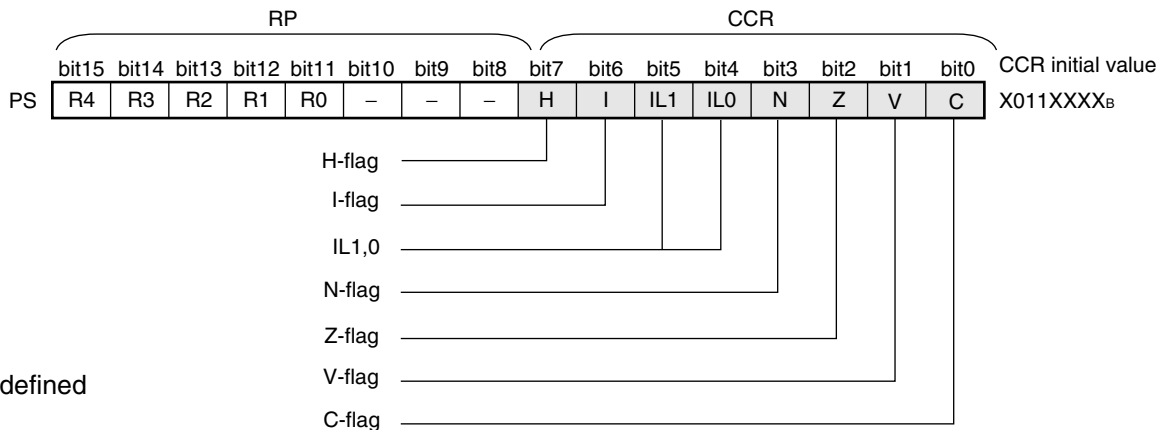 RP CCR
bit15 bit14 bit13 bit12 bit11 bit10 bit9 bit8 bit7 bit6 bit5 bit4 bit3 bit2 bit1 bit0 CCR initial value
PS R4 R3 R2 R1 R0 – – – H I IL1 IL0 N Z V C X011XXXXB
H-flag
I-flag
IL1,0
N-flag
Z-flag
V-flag
defined
C-flag